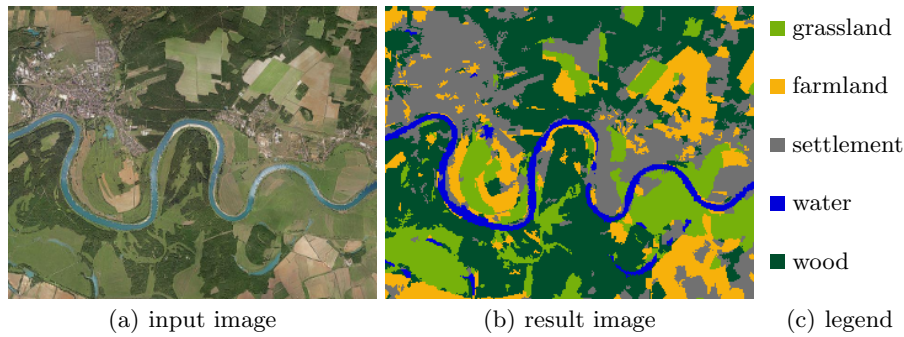 grassland
farmland
settlement
water
wood
(a) input image
(b) result image
(c) legend